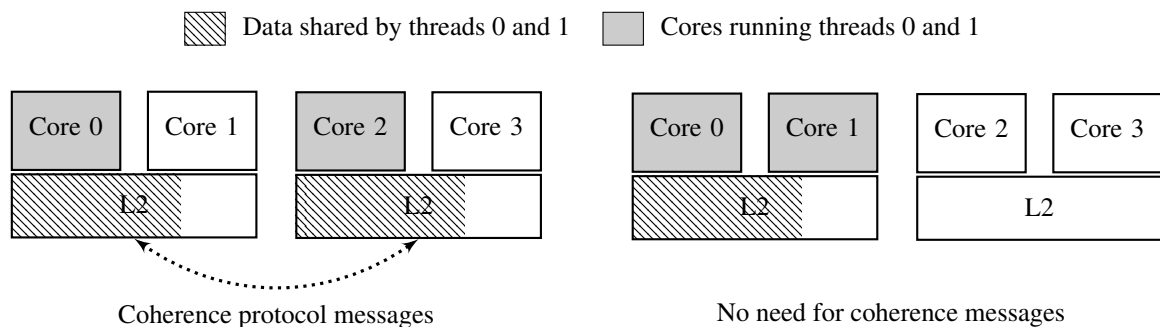 Data shared by threads 0 and 1 Cores running threads 0 and 1
Core 0 Core 1 Core 2 Core 3 Core 0 Core 1 Core 2 Core 3
L2 L2 L2 L2
Coherence protocol messages No need for coherence messages